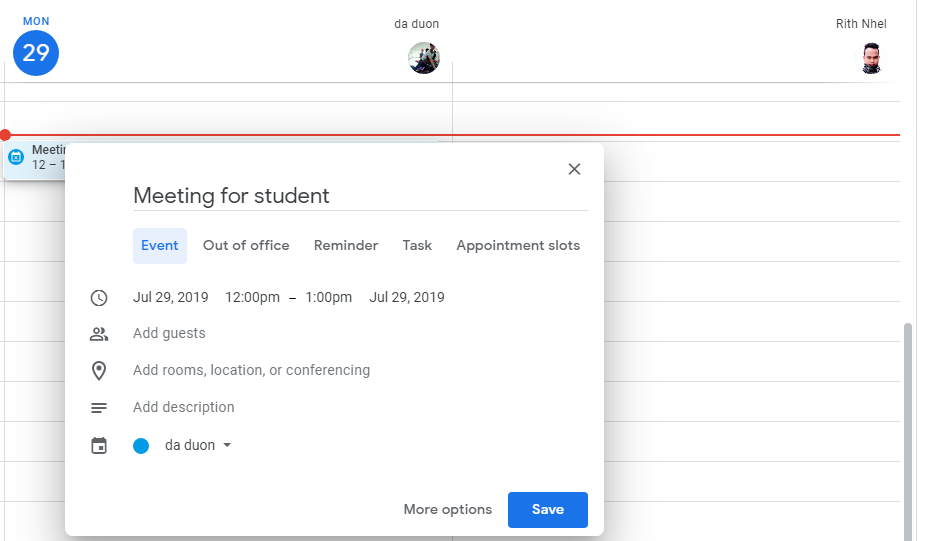 MON
da duon
Rith Nhel
29
12 –
Meeting for student
Event Out of office Reminder Task Appointment slots
Jul 29, 2019 12:00pm – 1:00pm Jul 29, 2019
Add guests
Add rooms, location, or conferencing
Add description
da duon
More options Save